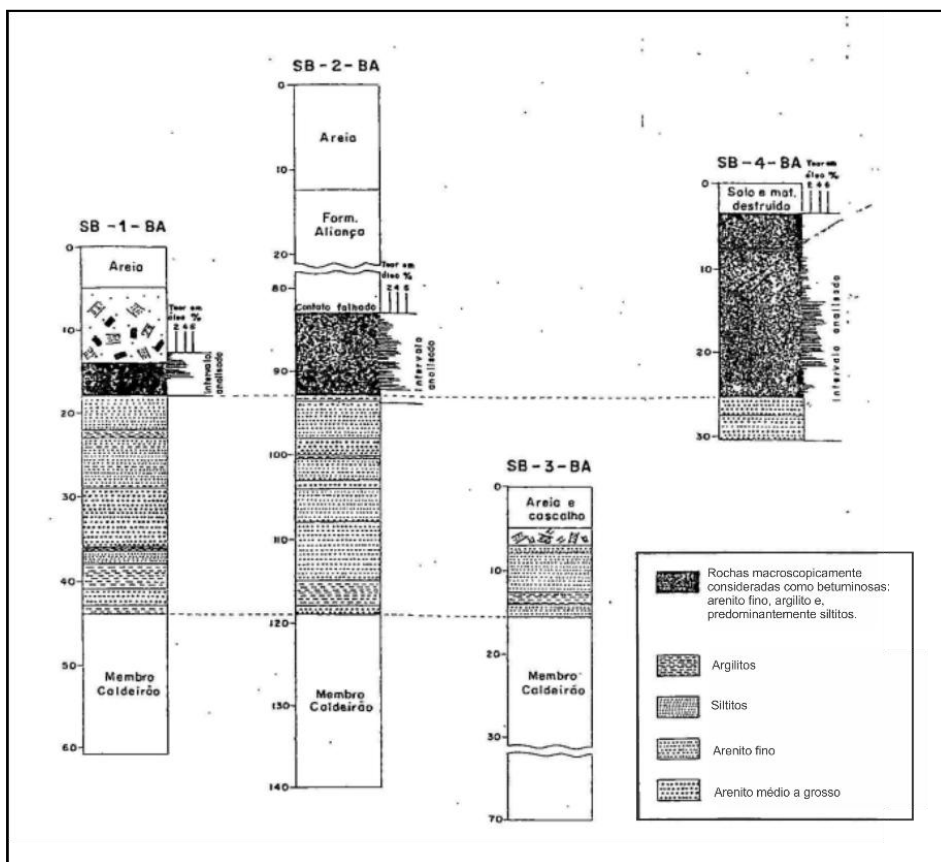 SB-1-BA
0
Areia
10
Teor em
óleo %
2 4 6
Intervalo
analisado
20
30
40
50
Membro
Caldeirão
60
SB-2-BA
0
Areia
10
Form.
Aliança
20
80
Teor em
óleo %
2 4 6
Contato falhado
90
Intervalo
analisado
100
110
120
Membro
Caldeirão
130
140
SB-3-BA
0
Areia e
cascalho
10
20
Membro
Caldeirão
30
70
SB-4-BA
Teor em
óleo %
2 4 6
0
Solo e mat.
destruído
10
20
Intervalo analisado
30
Rochas macroscopicamente
consideradas como betuminosas:
arenito fino, argilito e,
predominantemente siltitos.
Argilitos
Siltitos
Arenito fino
Arenito médio a grosso